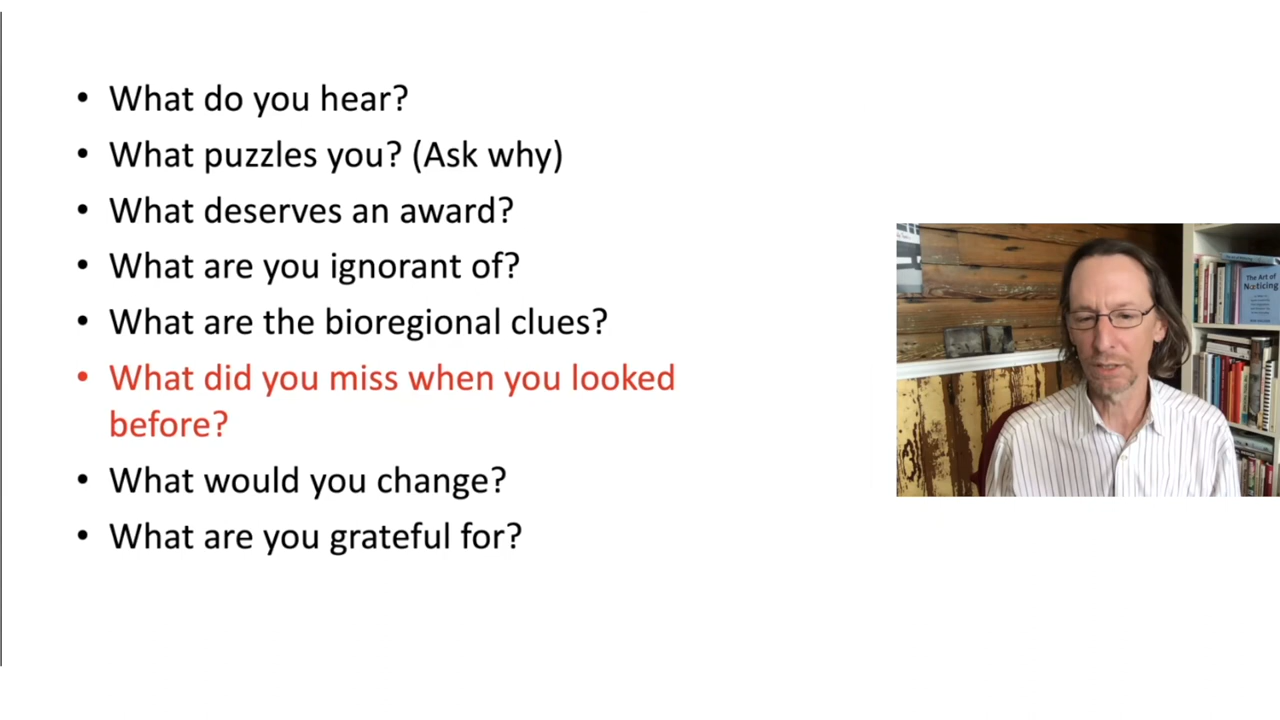 • What do you hear?
• What puzzles you? (Ask why)
• What deserves an award?
• What are you ignorant of?
• What are the bioregional clues?
• What did you miss when you looked
before?
• What would you change?
• What are you grateful for?
The Art of
Noticing